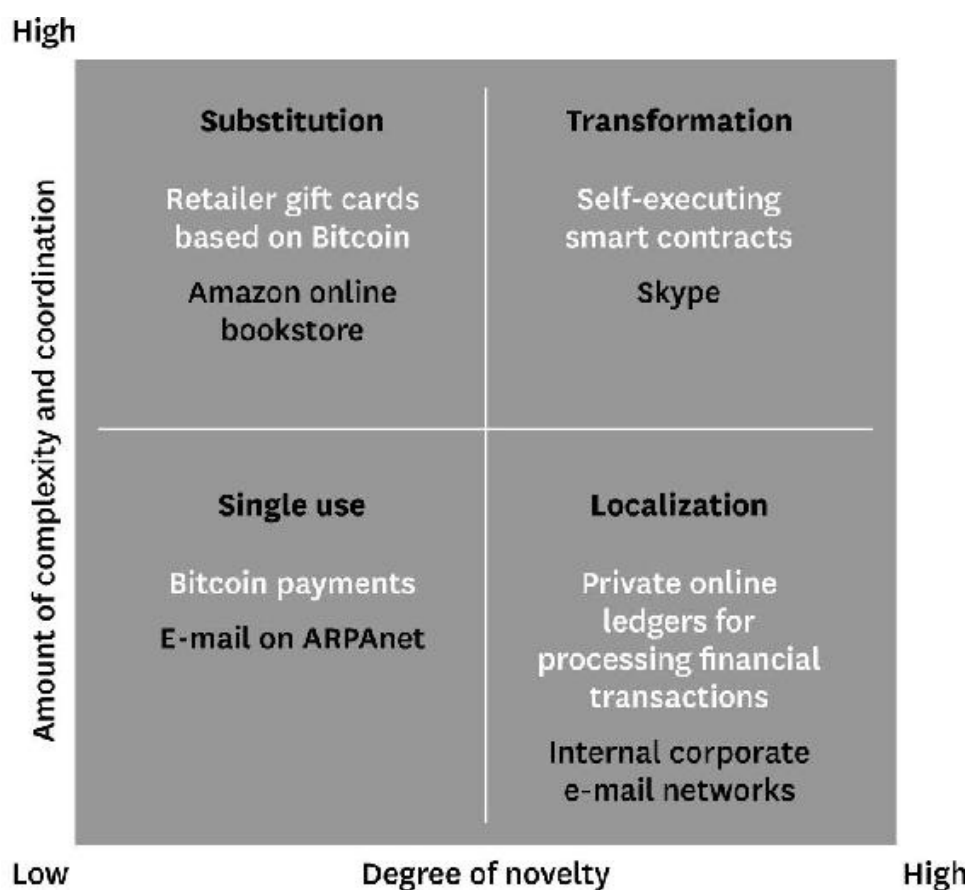 High
Amount of complexity and coordination
Substitution
Retailer gift cards
based on Bitcoin
Amazon online
bookstore
Transformation
Self-executing
smart contracts
Skype
Single use
Bitcoin payments
E-mail on ARPAnet
Localization
Private online
ledgers for
processing financial
transactions
Internal corporate
e-mail networks
Low
Degree of novelty
High